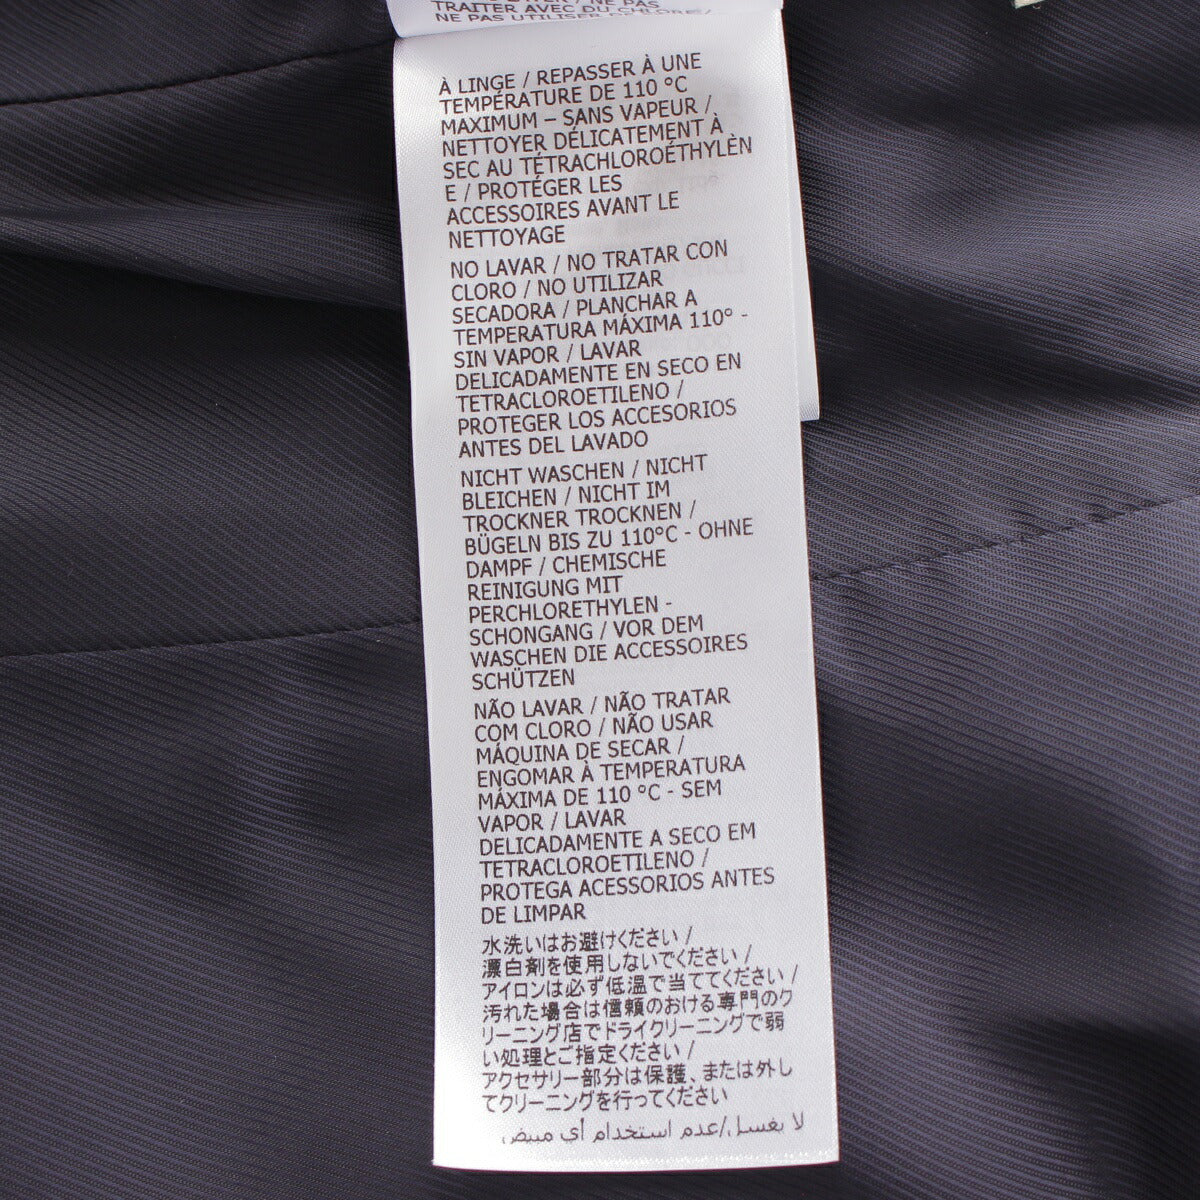 TRAITER AVEC DU CHLORE /
NE PAS UTILISER DE
À LINGE / REPASSER À UNE
TEMPÉRATURE DE 110 °C
MAXIMUM – SANS VAPEUR /
NETTOYER DÉLICATEMENT À
SEC AU TÉTRACHLOROÉTHYLÈN
E / PROTÉGER LES
ACCESSOIRES AVANT LE
NETTOYAGE
NO LAVAR / NO TRATAR CON
CLORO / NO UTILIZAR
SECADORA / PLANCHAR A
TEMPERATURA MÁXIMA 110° -
SIN VAPOR / LAVAR
DELICADAMENTE EN SECO EN
TETRACLOROETILENO /
PROTEGER LOS ACCESORIOS
ANTES DEL LAVADO
NICHT WASCHEN / NICHT
BLEICHEN / NICHT IM
TROCKNER TROCKNEN /
BÜGELN BIS ZU 110°C - OHNE
DAMPF / CHEMISCHE
REINIGUNG MIT
PERCHLORETHYLEN -
SCHONGANG / VOR DEM
WASCHEN DIE ACCESSOIRES
SCHÜTZEN
NÃO LAVAR / NÃO TRATAR
COM CLORO / NÃO USAR
MÁQUINA DE SECAR /
ENGOMAR À TEMPERATURA
MÁXIMA DE 110 °C - SEM
VAPOR / LAVAR
DELICADAMENTE A SECO EM
TETRACLOROETILENO /
PROTEGA ACESSORIOS ANTES
DE LIMPAR
水洗いはお避けください /
漂白剤を使用しないでください /
アイロンは必ず低温で当ててください /
汚れた場合は信頼のおける専門のク
リーニング店でドライクリーニングで弱
い処理とご指定ください /
アクセサリー部分は保護、または外し
てクリーニングを行ってください
لا يغسل/عدم استخدام أي مبيض